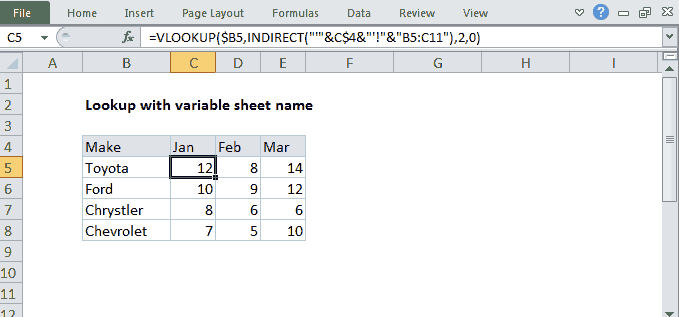 File Home Insert Page Layout Formulas Data Review View
C5 fx =VLOOKUP($B5,INDIRECT("'"&C$4&"'!"&"B5:C11"),2,0)
A B C D E F G H I
1
2 Lookup with variable sheet name
3
4 Make Jan Feb Mar
5 Toyota 12 8 14
6 Ford 10 9 12
7 Chrystler 8 6 6
8 Chevrolet 7 5 10
9
10
11
12